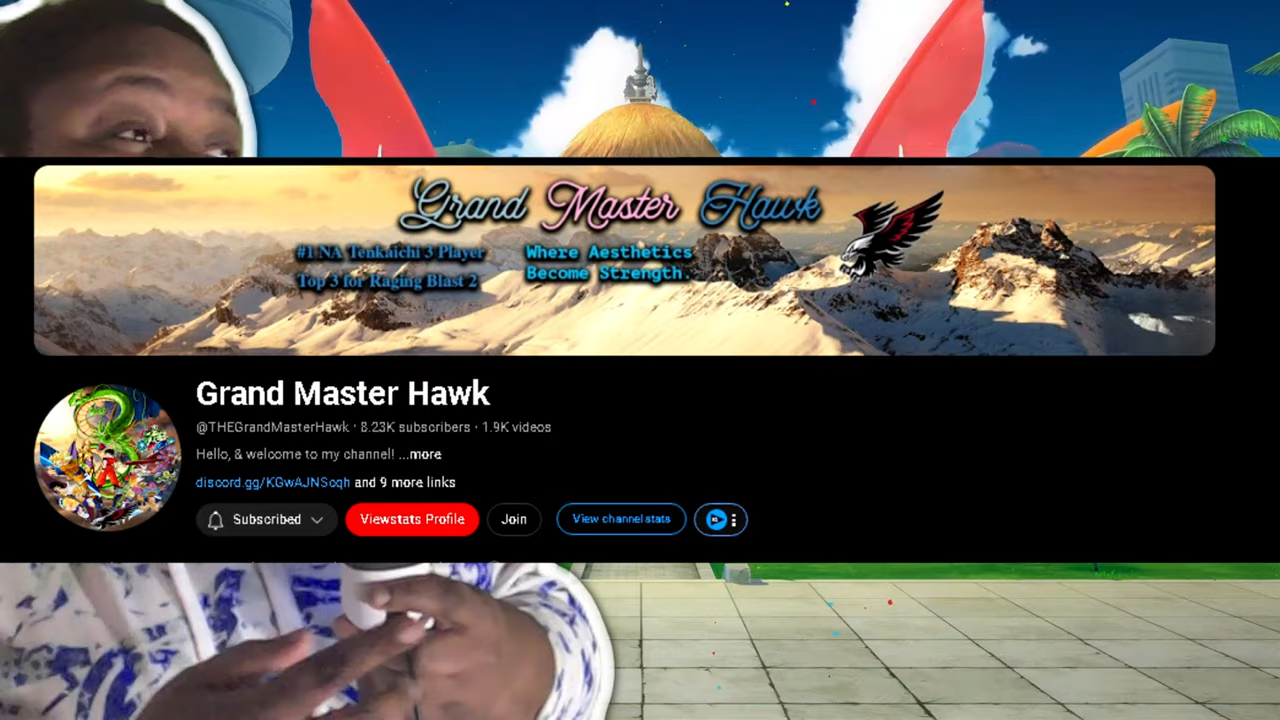 Grand Master Hawk
#1 NA Tenkaichi 3 Player
Top 3 for Raging Blast 2
Where Aesthetics
Become Strength.
Grand Master Hawk
@THEGrandMasterHawk · 8.23K subscribers · 1.9K videos
Hello, & welcome to my channel! ...more
discord.gg/KGwAJNScqh and 9 more links
Subscribed
Viewstats Profile
Join
View channel stats